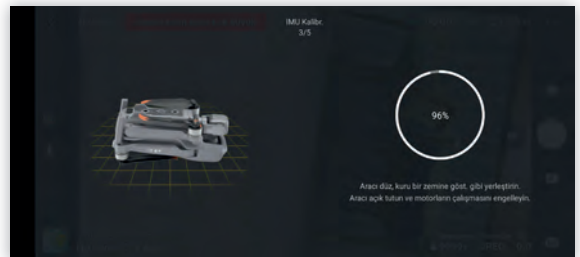 IMU Kalibr.
3/5
96%
Aracı düz, kuru bir zemine göst. gibi yerleştirin.
Aracı açık tutun ve motorların çalışmasını engelleyin.